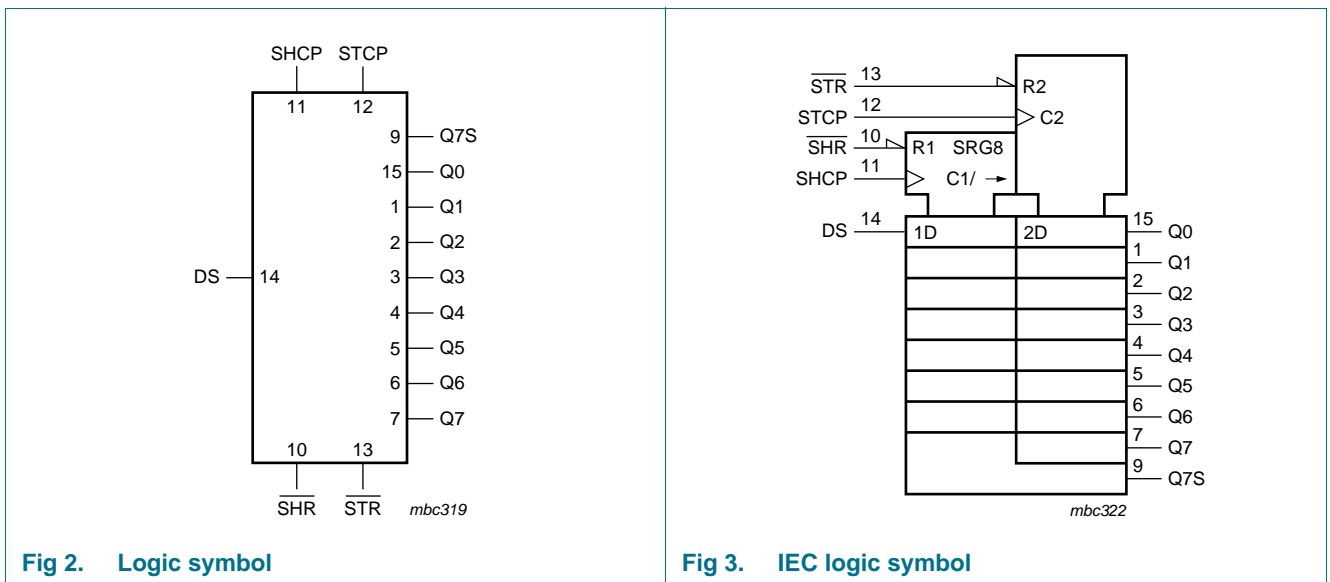 SHCP STCP
11 12
9 Q7S
15 Q0
1 Q1
2 Q2
DS 14 3 Q3
4 Q4
5 Q5
6 Q6
7 Q7
10 13
SHR STR mbc319
Fig 2. Logic symbol
STR 13 R2
STCP 12 C2
SHR 10 R1 SRG8
SHCP 11 C1/ →
DS 14 1D 2D 15 Q0
1 Q1
2 Q2
3 Q3
4 Q4
5 Q5
6 Q6
7 Q7
9 Q7S
mbc322
Fig 3. IEC logic symbol